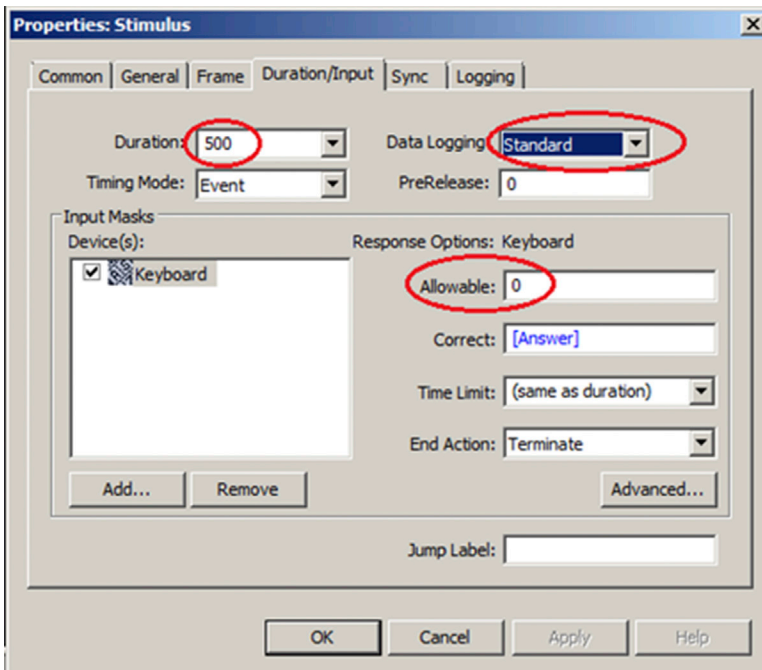 Properties: Stimulus
Common General Frame Duration/Input Sync Logging
Duration: 500 Data Logging: Standard
Timing Mode: Event PreRelease: 0
Input Masks
Device(s): Response Options: Keyboard
Keyboard
Allowable: 0
Correct: [Answer]
Time Limit: (same as duration)
End Action: Terminate
Add... Remove Advanced...
Jump Label:
OK Cancel Apply Help